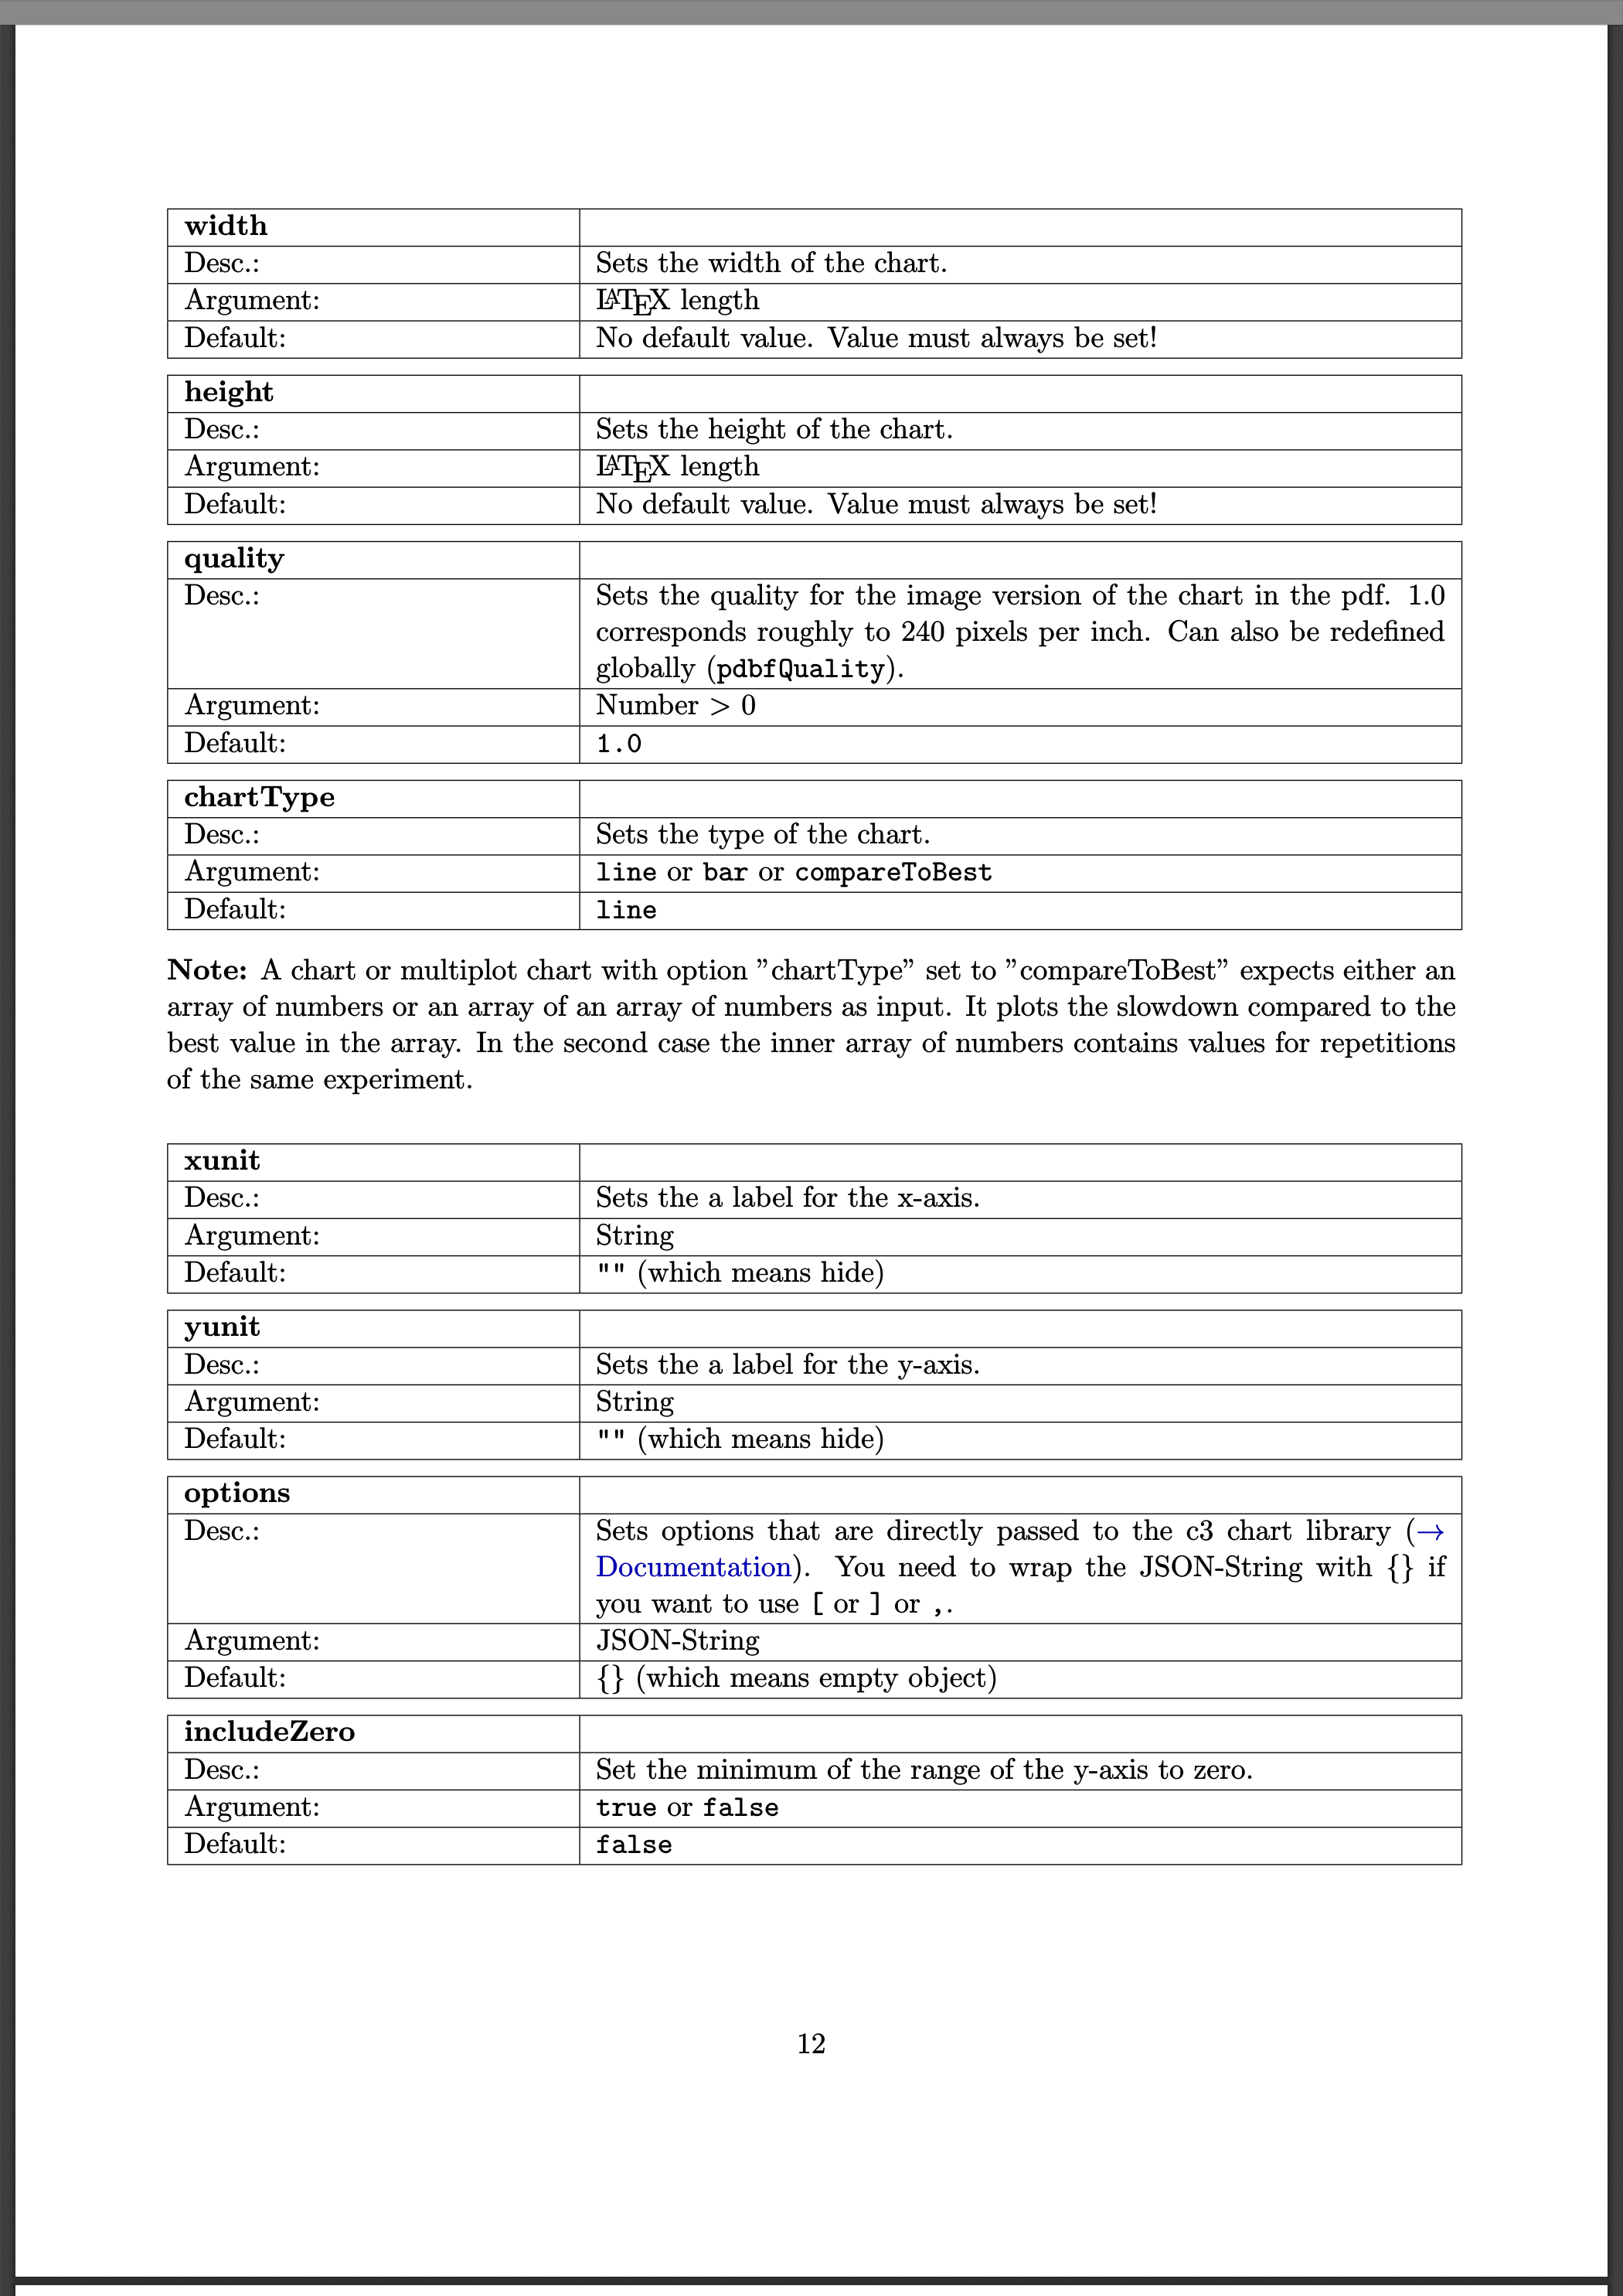 width
Desc.: Sets the width of the chart.
Argument: LATEX length
Default: No default value. Value must always be set!
height
Desc.: Sets the height of the chart.
Argument: LATEX length
Default: No default value. Value must always be set!
quality
Desc.: Sets the quality for the image version of the chart in the pdf. 1.0
corresponds roughly to 240 pixels per inch. Can also be redefined
globally (pdbfQuality).
Argument: Number > 0
Default: 1.0
chartType
Desc.: Sets the type of the chart.
Argument: line or bar or compareToBest
Default: line
Note: A chart or multiplot chart with option ”chartType” set to ”compareToBest” expects either an
array of numbers or an array of an array of numbers as input. It plots the slowdown compared to the
best value in the array. In the second case the inner array of numbers contains values for repetitions
of the same experiment.
xunit
Desc.: Sets the a label for the x-axis.
Argument: String
Default: "" (which means hide)
yunit
Desc.: Sets the a label for the y-axis.
Argument: String
Default: "" (which means hide)
options
Desc.: Sets options that are directly passed to the c3 chart library (→
Documentation). You need to wrap the JSON-String with {} if
you want to use [ or ] or ,.
Argument: JSON-String
Default: {} (which means empty object)
includeZero
Desc.: Set the minimum of the range of the y-axis to zero.
Argument: true or false
Default: false
12